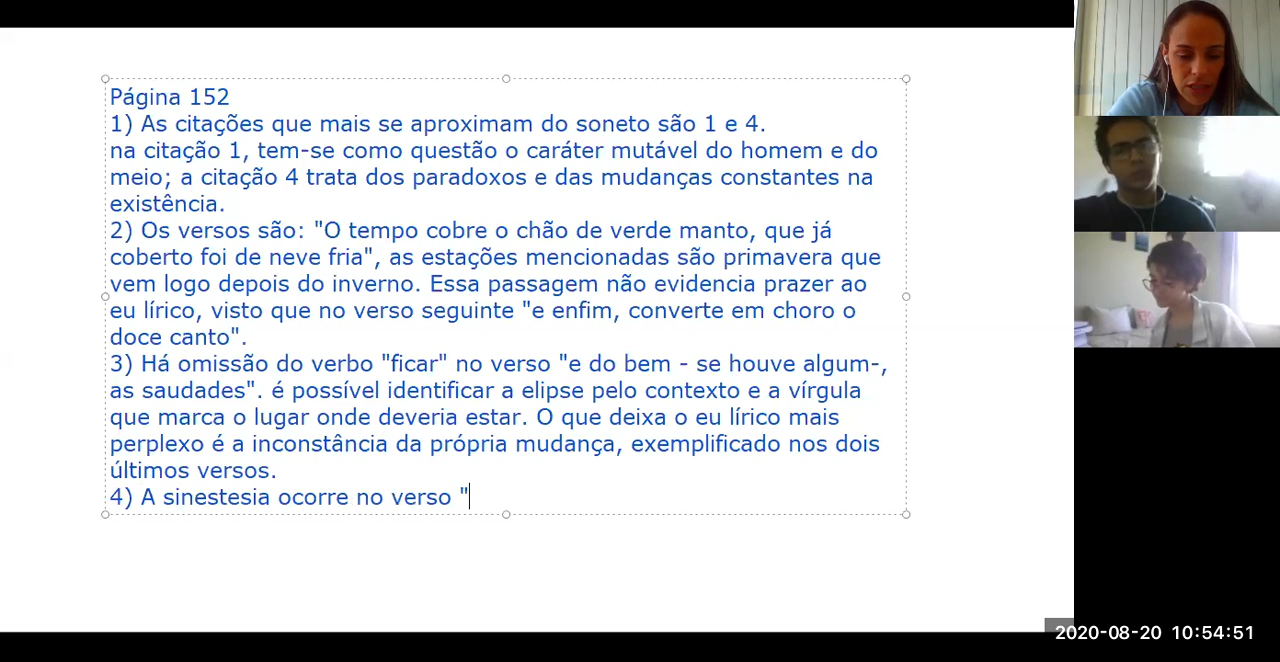 Página 152
1) As citações que mais se aproximam do soneto são 1 e 4.
na citação 1, tem-se como questão o caráter mutável do homem e do
meio; a citação 4 trata dos paradoxos e das mudanças constantes na
existência.
2) Os versos são: "O tempo cobre o chão de verde manto, que já
coberto foi de neve fria", as estações mencionadas são primavera que
vem logo depois do inverno. Essa passagem não evidencia prazer ao
eu lírico, visto que no verso seguinte "e enfim, converte em choro o
doce canto".
3) Há omissão do verbo "ficar" no verso "e do bem - se houve algum-,
as saudades". é possível identificar a elipse pelo contexto e a vírgula
que marca o lugar onde deveria estar. O que deixa o eu lírico mais
perplexo é a inconstância da própria mudança, exemplificado nos dois
últimos versos.
4) A sinestesia ocorre no verso "
2020-08-20 10:54:51